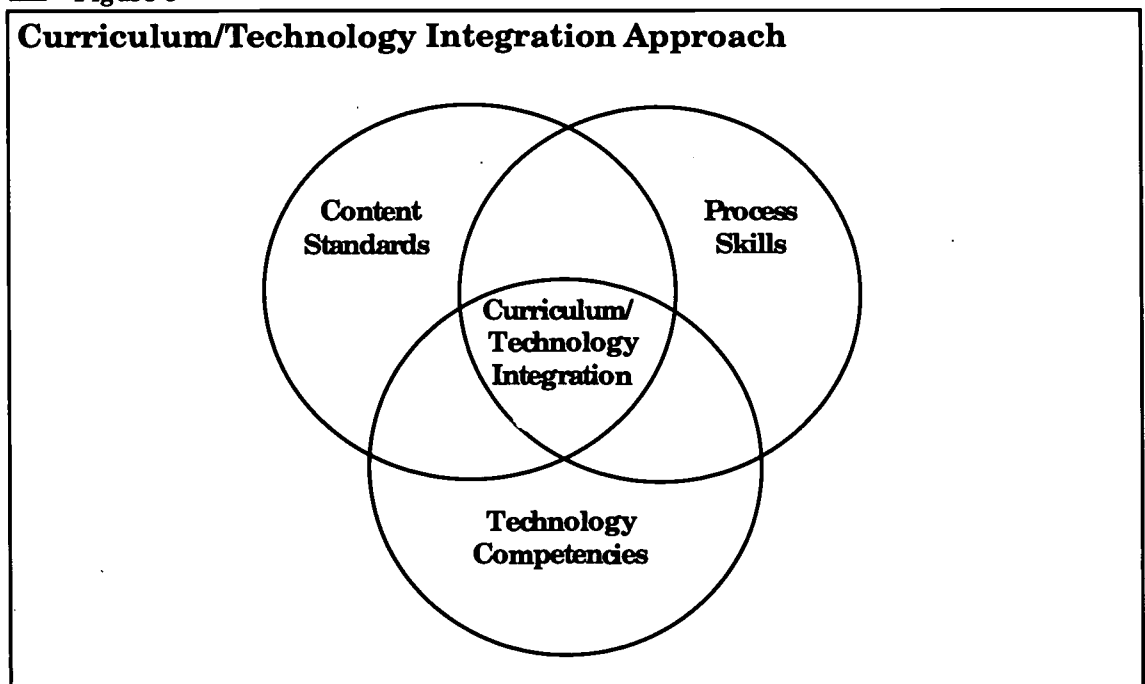 Curriculum/Technology Integration Approach
Content
Standards
Process
Skills
Curriculum/
Technology
Integration
Technology
Competencies